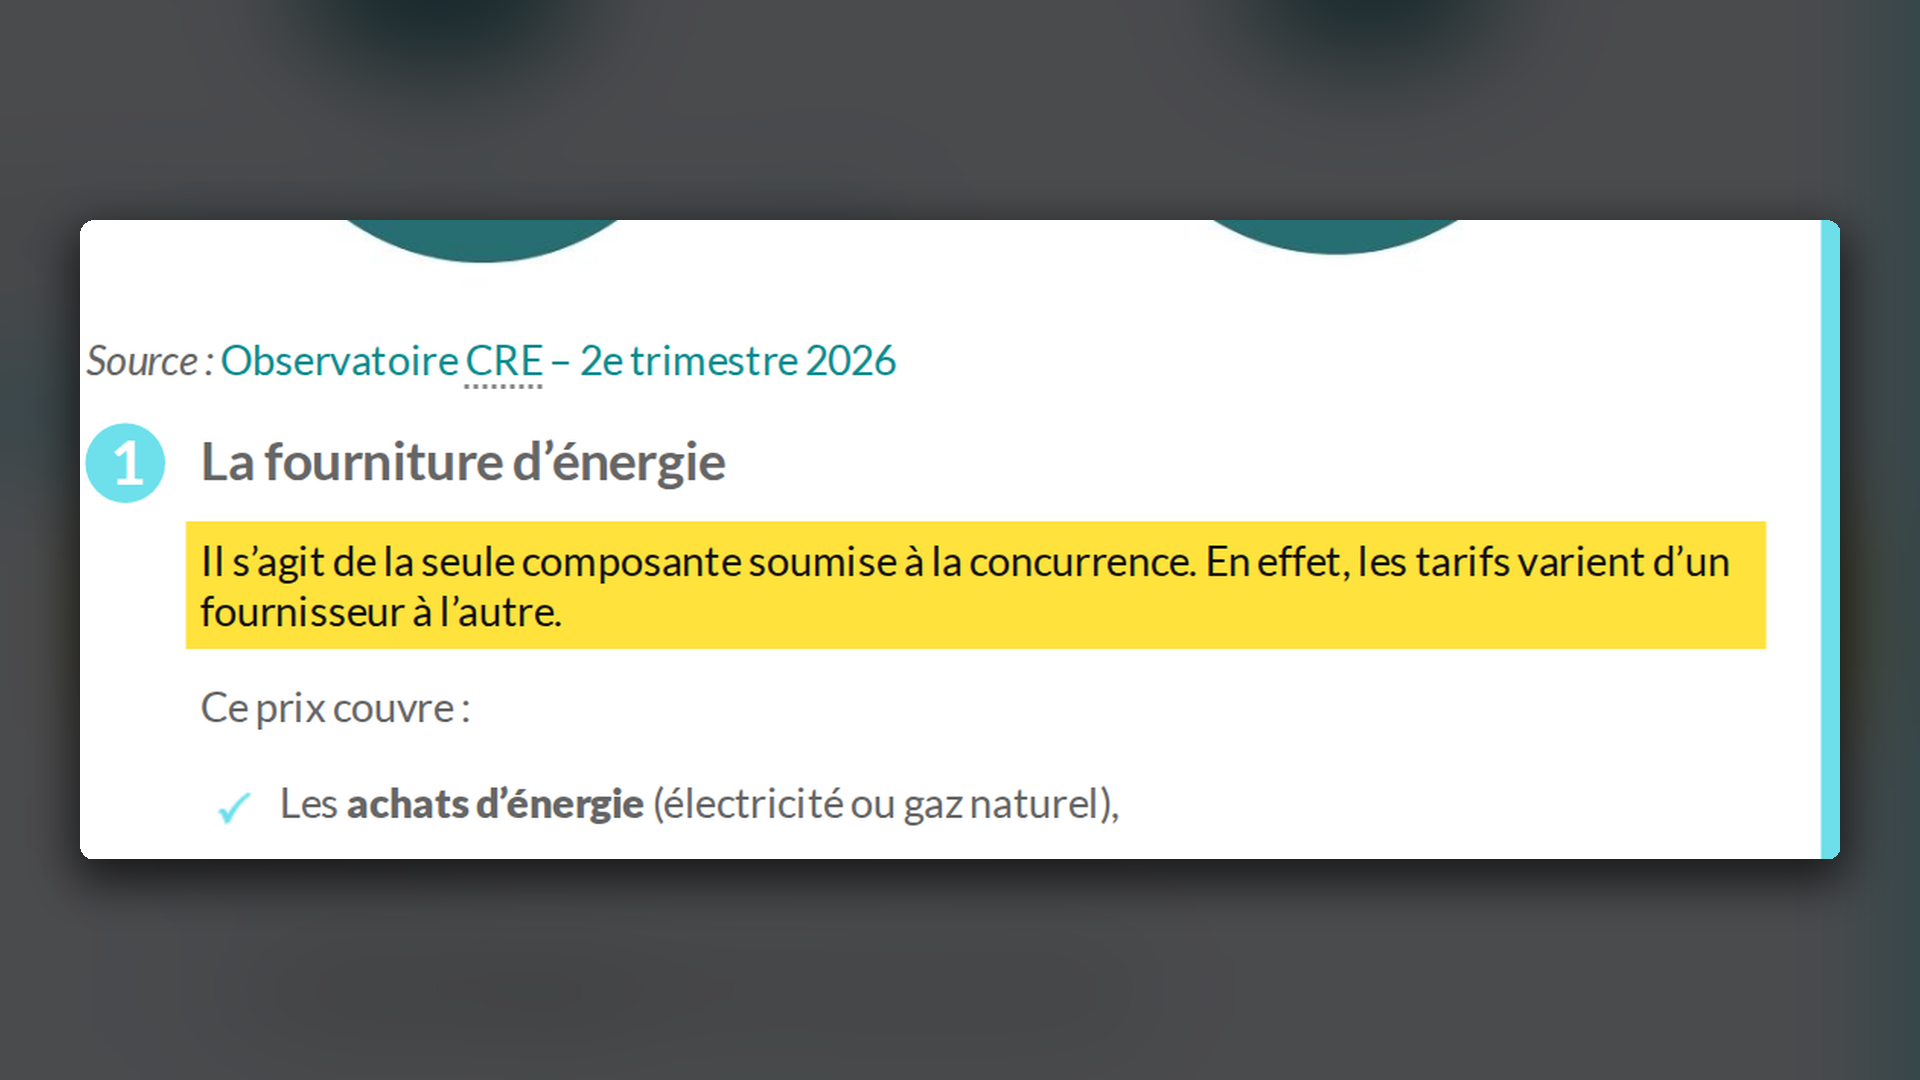 Source : Observatoire CRE – 2e trimestre 2026
1 La fourniture d’énergie
Il s’agit de la seule composante soumise à la concurrence. En effet, les tarifs varient d’un
fournisseur à l’autre.
Ce prix couvre :
Les achats d’énergie (électricité ou gaz naturel),